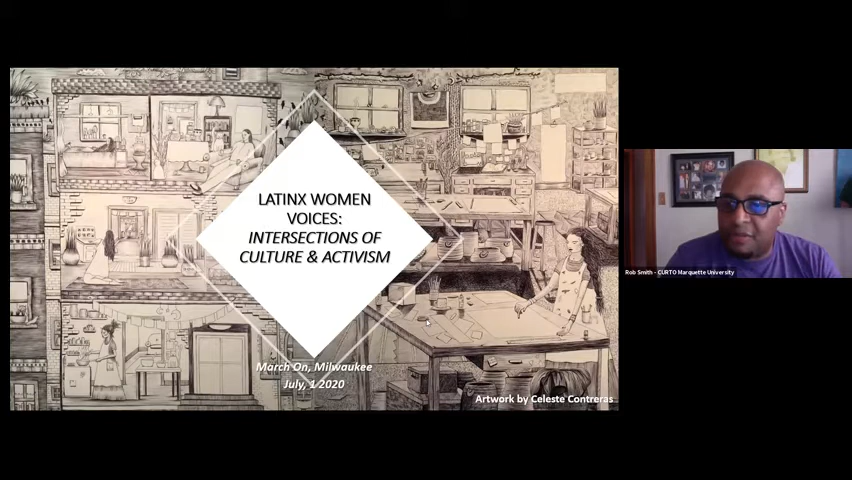 LATINX WOMEN
VOICES:
INTERSECTIONS OF
CULTURE & ACTIVISM
March On, Milwaukee
July, 1 2020
Artwork by Celeste Contreras
Rob Smith - CURTO Marquette University